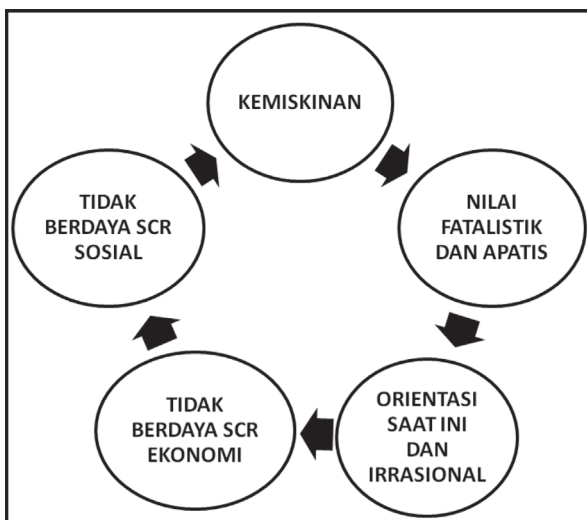 KEMISKINAN
NILAI
FATALISTIK
DAN APATIS
ORIENTASI
SAAT INI
DAN
IRRASIONAL
TIDAK
BERDAYA SCR
EKONOMI
TIDAK
BERDAYA SCR
SOSIAL